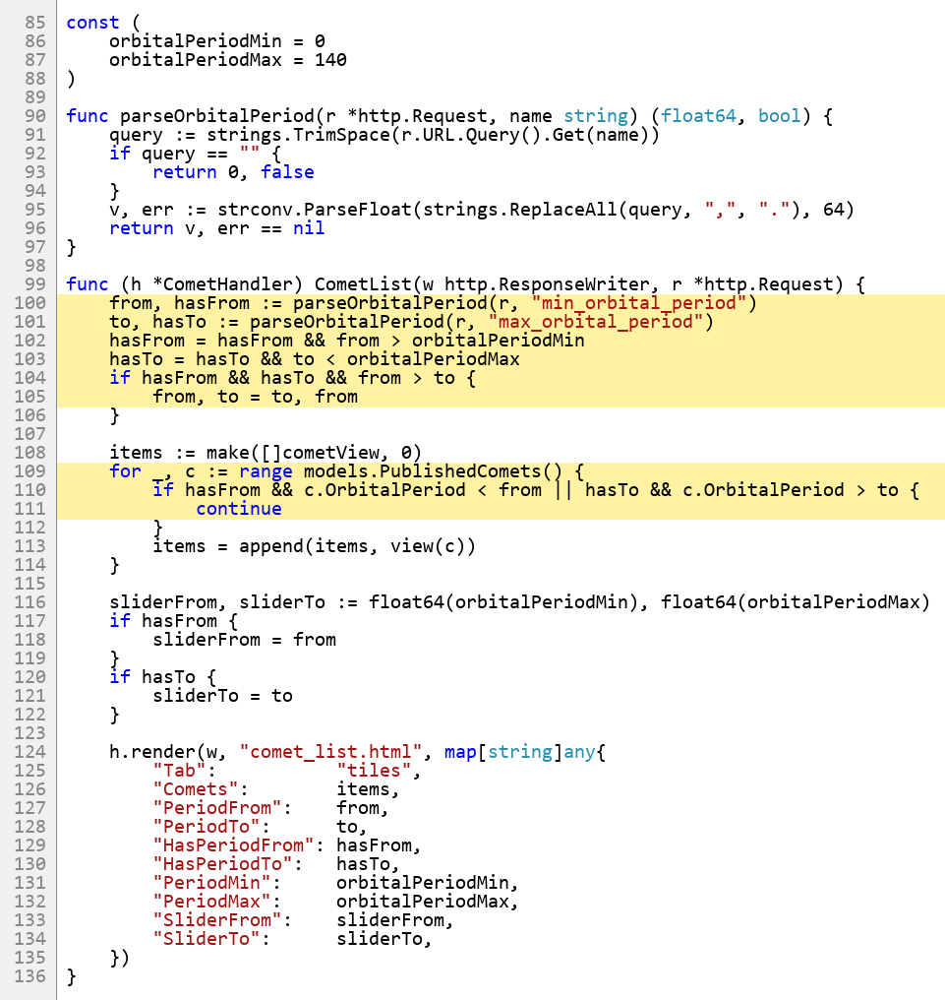 85 const (
86     orbitalPeriodMin = 0
87     orbitalPeriodMax = 140
88 )
89
90 func parseOrbitalPeriod(r *http.Request, name string) (float64, bool) {
91     query := strings.TrimSpace(r.URL.Query().Get(name))
92     if query == "" {
93         return 0, false
94     }
95     v, err := strconv.ParseFloat(strings.ReplaceAll(query, ",", "."), 64)
96     return v, err == nil
97 }
98
99 func (h *CometHandler) CometList(w http.ResponseWriter, r *http.Request) {
100     from, hasFrom := parseOrbitalPeriod(r, "min_orbital_period")
101     to, hasTo := parseOrbitalPeriod(r, "max_orbital_period")
102     hasFrom = hasFrom && from > orbitalPeriodMin
103     hasTo = hasTo && to < orbitalPeriodMax
104     if hasFrom && hasTo && from > to {
105         from, to = to, from
106     }
107
108     items := make([]cometView, 0)
109     for _, c := range models.PublishedComets() {
110         if hasFrom && c.OrbitalPeriod < from || hasTo && c.OrbitalPeriod > to {
111             continue
112         }
113         items = append(items, view(c))
114     }
115
116     sliderFrom, sliderTo := float64(orbitalPeriodMin), float64(orbitalPeriodMax)
117     if hasFrom {
118         sliderFrom = from
119     }
120     if hasTo {
121         sliderTo = to
122     }
123
124     h.render(w, "comet_list.html", map[string]any{
125         "Tab":           "tiles",
126         "Comets":        items,
127         "PeriodFrom":    from,
128         "PeriodTo":      to,
129         "HasPeriodFrom": hasFrom,
130         "HasPeriodTo":   hasTo,
131         "PeriodMin":     orbitalPeriodMin,
132         "PeriodMax":     orbitalPeriodMax,
133         "SliderFrom":    sliderFrom,
134         "SliderTo":      sliderTo,
135     })
136 }